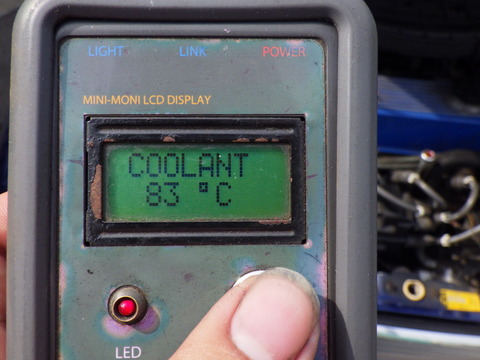 LIGHT LINK POWER
MINI-MONI LCD DISPLAY
COOLANT
83 °C
LED